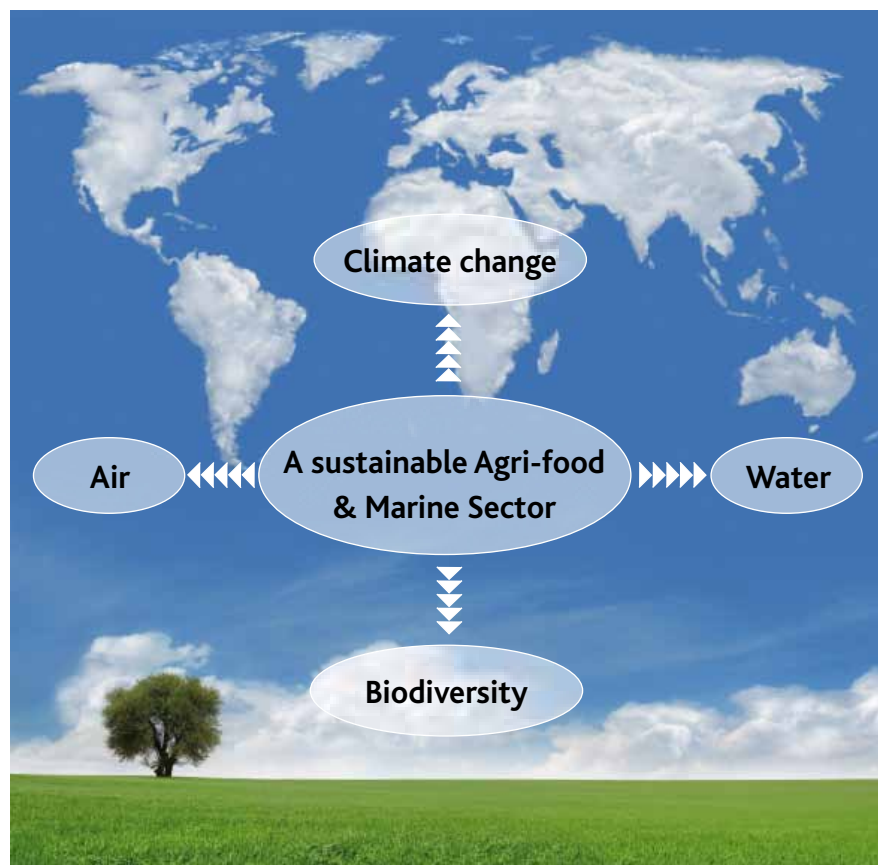 Climate change
Air
A sustainable Agri-food
& Marine Sector
Water
Biodiversity